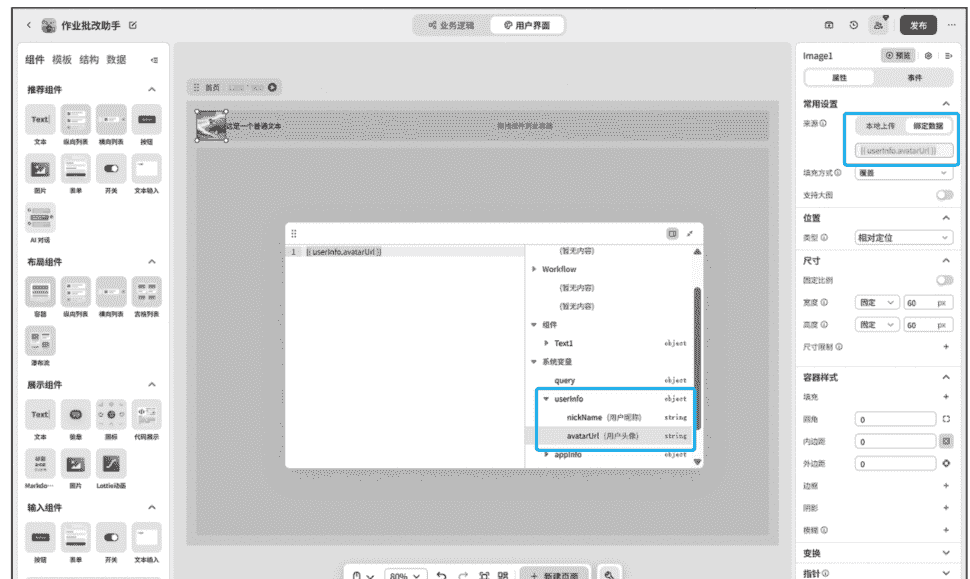 作业批改助手
业务逻辑
用户界面
发布
组件 模板 结构 数据
推荐组件
Text
文本 纵向列表 横向列表 按钮
图片 表单 开关 文本输入
AI 对话
布局组件
容器 纵向列表 横向列表 宫格列表
瀑布流
展示组件
Text
文本 徽章 图标 代码展示
Markdo··· 图片 Lottie动画
输入组件
按钮 表单 开关 文本输入
首页
这是一个普通文本
拖拽组件到此容器
1 {{ userInfo.avatarUrl }}
(暂无内容)
Workflow
(暂无内容)
(暂无内容)
组件
Text1 object
系统变量
query object
userInfo object
nickName (用户昵称) string
avatarUrl (用户头像) string
appInfo object
80%
新建页面
Image1
预览
属性 事件
常用设置
来源 本地上传 绑定数据
{{ userInfo.avatarUrl }}
填充方式 覆盖
支持大图
位置
类型 相对定位
尺寸
固定比例
宽度 固定 60 px
高度 固定 60 px
尺寸限制
容器样式
填充
圆角 0
内边距 0
外边距 0
边框
阴影
变换
指针